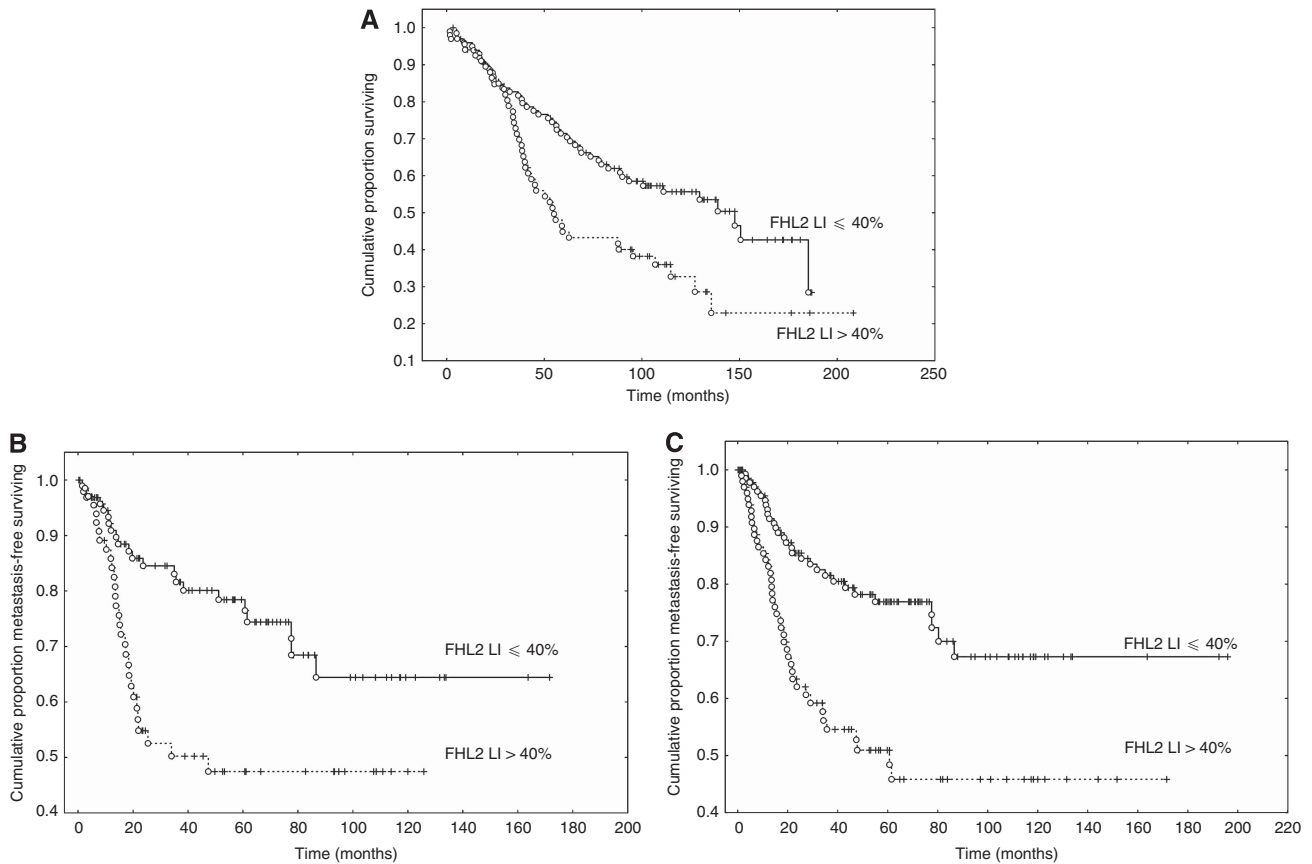 A
Cumulative proportion surviving
1.0
0.9
0.8
0.7
0.6
0.5
0.4
0.3
0.2
0.1
FHL2 LI ⩽ 40%
FHL2 LI > 40%
0 50 100 150 200 250
Time (months)
B
Cumulative proportion metastasis-free surviving
1.0
0.9
0.8
0.7
0.6
0.5
0.4
FHL2 LI ⩽ 40%
FHL2 LI > 40%
0 20 40 60 80 100 120 140 160 180 200
Time (months)
C
Cumulative proportion metastasis-free surviving
1.0
0.9
0.8
0.7
0.6
0.5
0.4
FHL2 LI ⩽ 40%
FHL2 LI > 40%
0 20 40 60 80 100 120 140 160 180 200 220
Time (months)